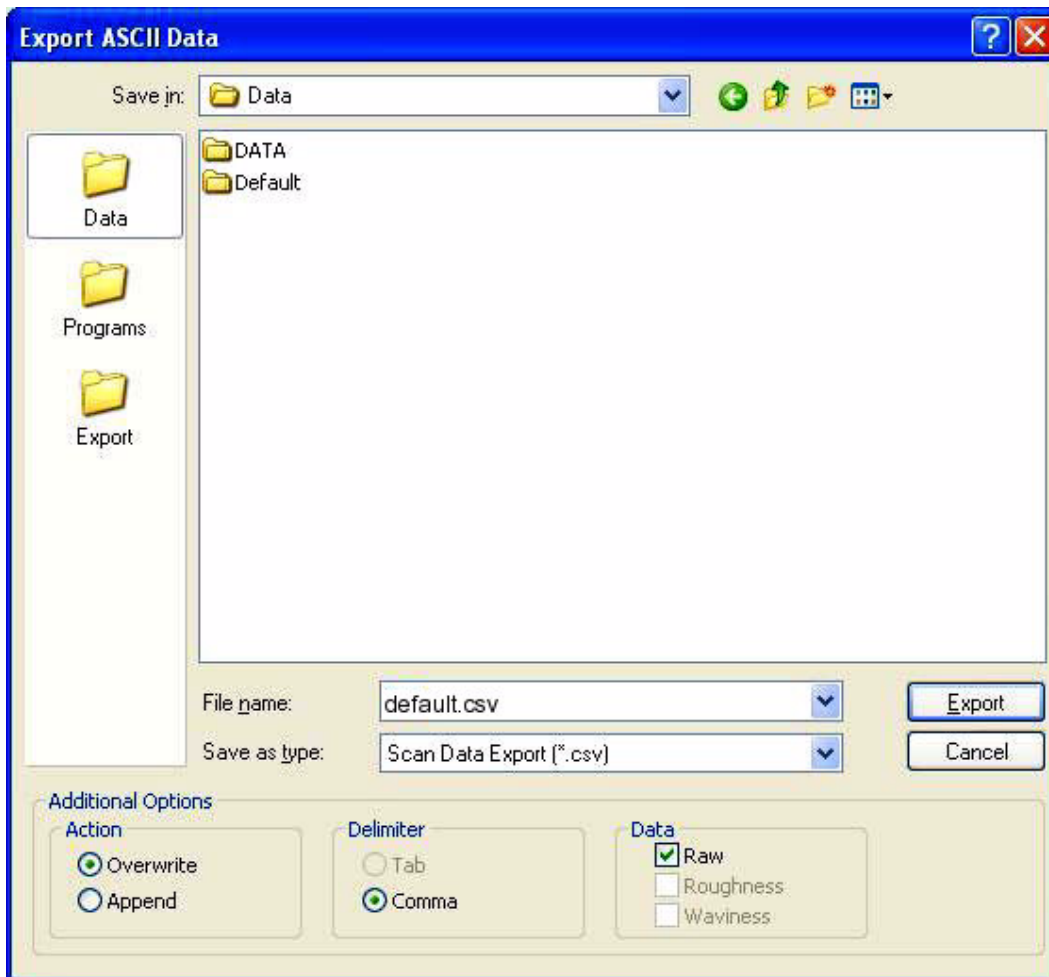 Export ASCII Data
?
Save in:
Data
Data
Programs
Export
DATA
Default
File name:
default.csv
Export
Save as type:
Scan Data Export (*.csv)
Cancel
Additional Options
Action
Overwrite
Append
Delimiter
Tab
Comma
Data
Raw
Roughness
Waviness